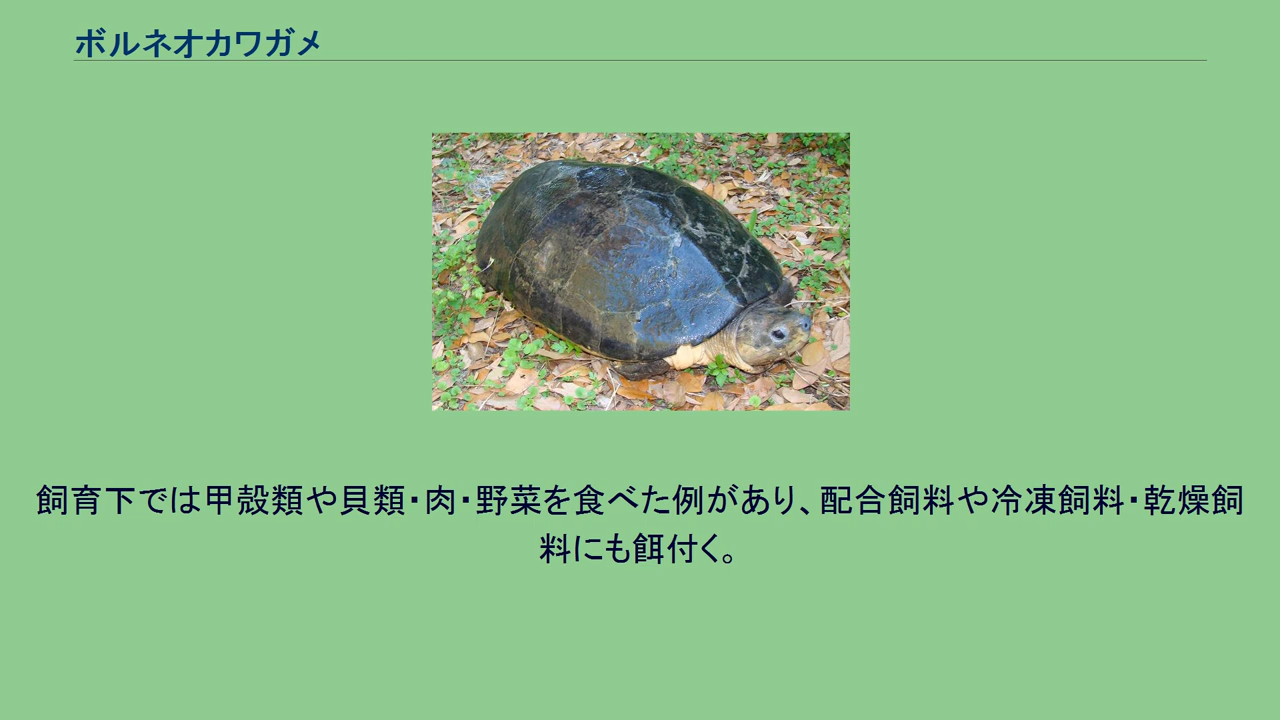 ボルネオカワガメ
飼育下では甲殻類や貝類・肉・野菜を食べた例があり、配合飼料や冷凍飼料・乾燥飼
料にも餌付く。